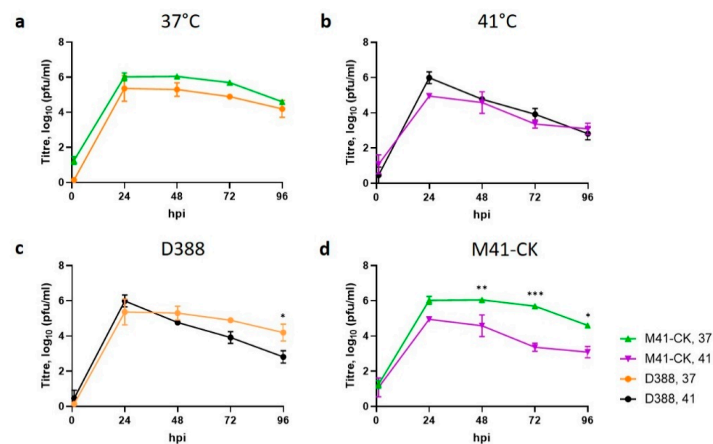 a
37°C
Titre, log10 (pfu/ml)
8
6
4
2
0
0 24 48 72 96
hpi
b
41°C
Titre, log10 (pfu/ml)
8
6
4
2
0
0 24 48 72 96
hpi
c
D388
Titre, log10 (pfu/ml)
8
6
4
2
0
*
0 24 48 72 96
hpi
d
M41-CK
Titre, log10 (pfu/ml)
8
6
4
2
0
** *** *
0 24 48 72 96
hpi
M41-CK, 37
M41-CK, 41
D388, 37
D388, 41